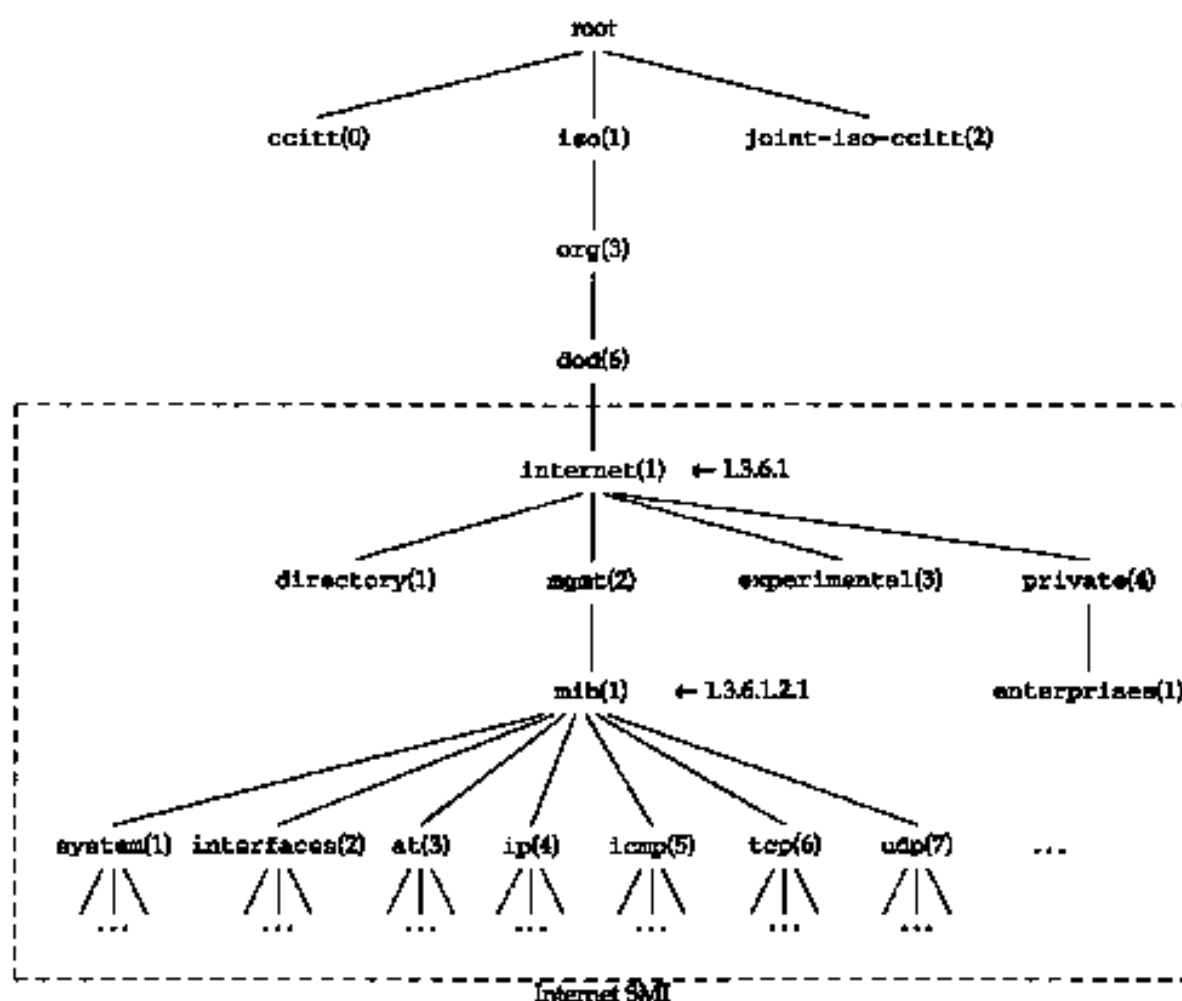 root
ccitt(0) iso(1) joint-iso-ccitt(2)
org(3)
dod(6)
internet(1) ← 1.3.6.1
directory(1) mgmt(2) experimental(3) private(4)
mib(1) ← 1.3.6.1.2.1 enterprises(1)
system(1) interfaces(2) at(3) ip(4) icmp(5) tcp(6) udp(7) ...
... ... ... ... ... ... ...
Internet SMI